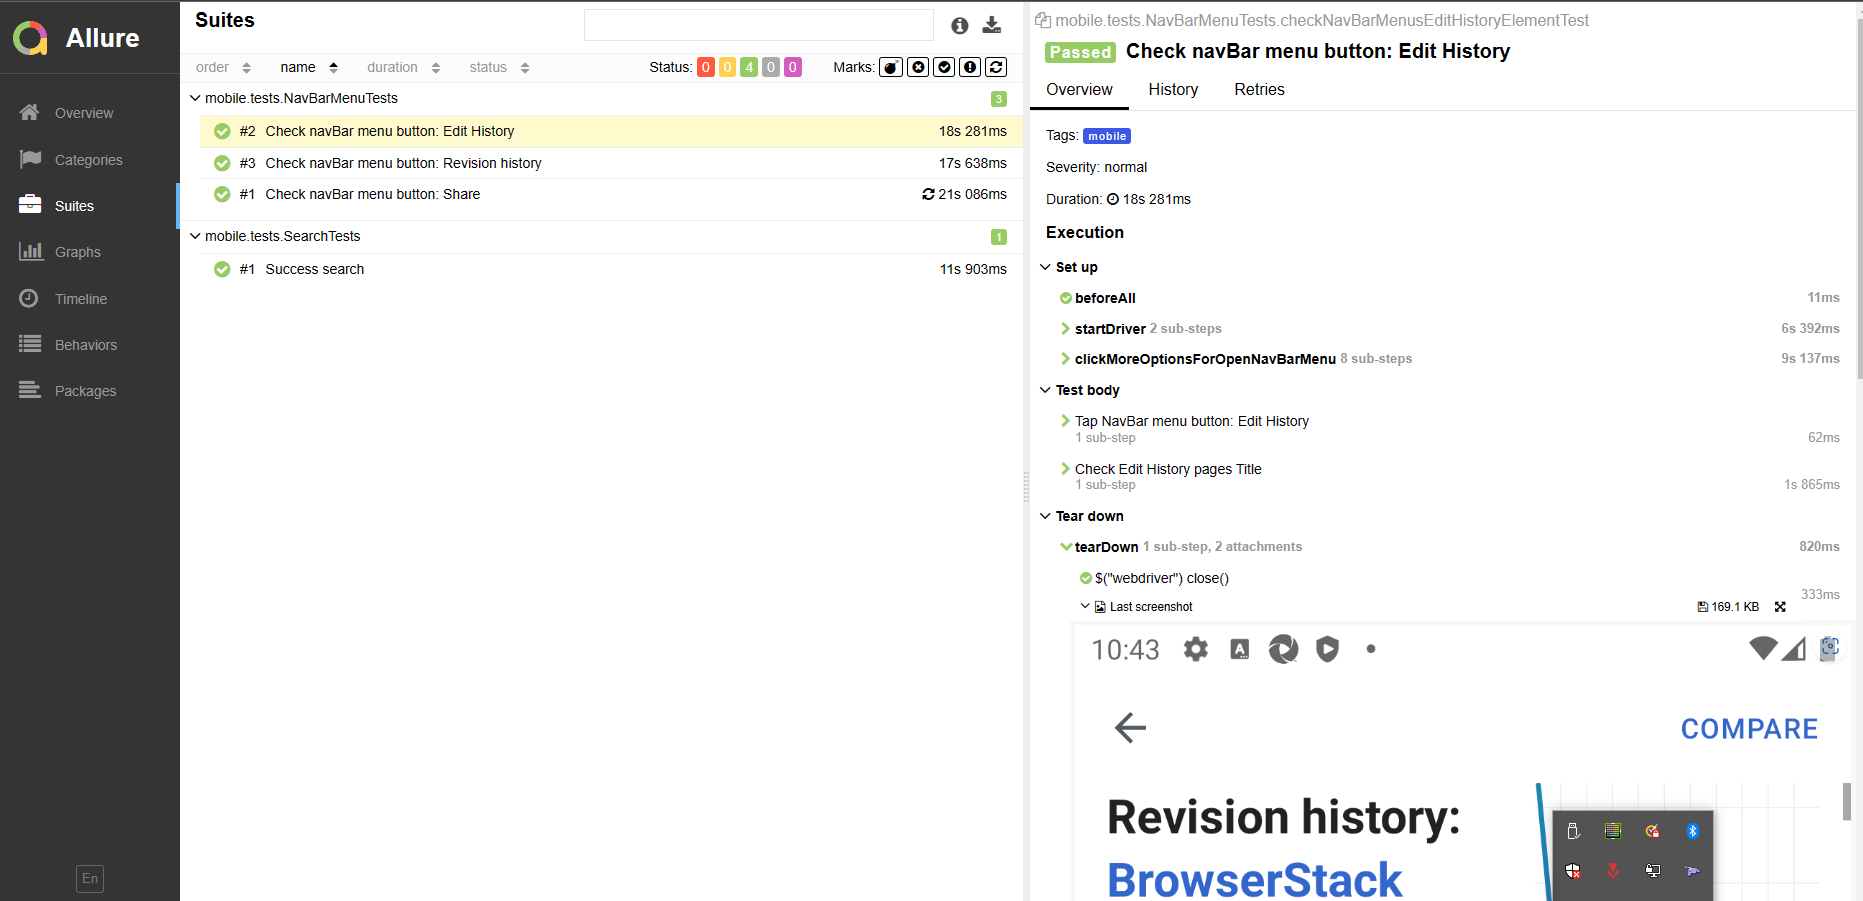 Allure
Overview
Categories
Suites
Graphs
Timeline
Behaviors
Packages
En
Suites
order name duration status Status: 0 0 4 0 0 Marks:
mobile.tests.NavBarMenuTests 3
#2 Check navBar menu button: Edit History 18s 281ms
#3 Check navBar menu button: Revision history 17s 638ms
#1 Check navBar menu button: Share 21s 086ms
mobile.tests.SearchTests 1
#1 Success search 11s 903ms
mobile.tests.NavBarMenuTests.checkNavBarMenusEditHistoryElementTest
Passed Check navBar menu button: Edit History
Overview History Retries
Tags: mobile
Severity: normal
Duration: 18s 281ms
Execution
Set up
beforeAll 11ms
startDriver 2 sub-steps 6s 392ms
clickMoreOptionsForOpenNavBarMenu 8 sub-steps 9s 137ms
Test body
Tap NavBar menu button: Edit History
1 sub-step 62ms
Check Edit History pages Title
1 sub-step 1s 865ms
Tear down
tearDown 1 sub-step, 2 attachments 820ms
$("webdriver") close()
333ms
Last screenshot 169.1 KB
10:43 A
COMPARE
Revision history:
BrowserStack